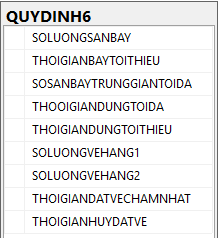 QUYDINH6
SOLUONGSANBAY
THOIGIANBAYTOITHIEU
SOSANBAYTRUNGGIANTOIDA
THOOIGIANDUNGTOIDA
THOIGIANDUNGTOITHIEU
SOLUONGVEHANG1
SOLUONGVEHANG2
THOIGIANDATVECHAMNHAT
THOIGIANHUYDATVE